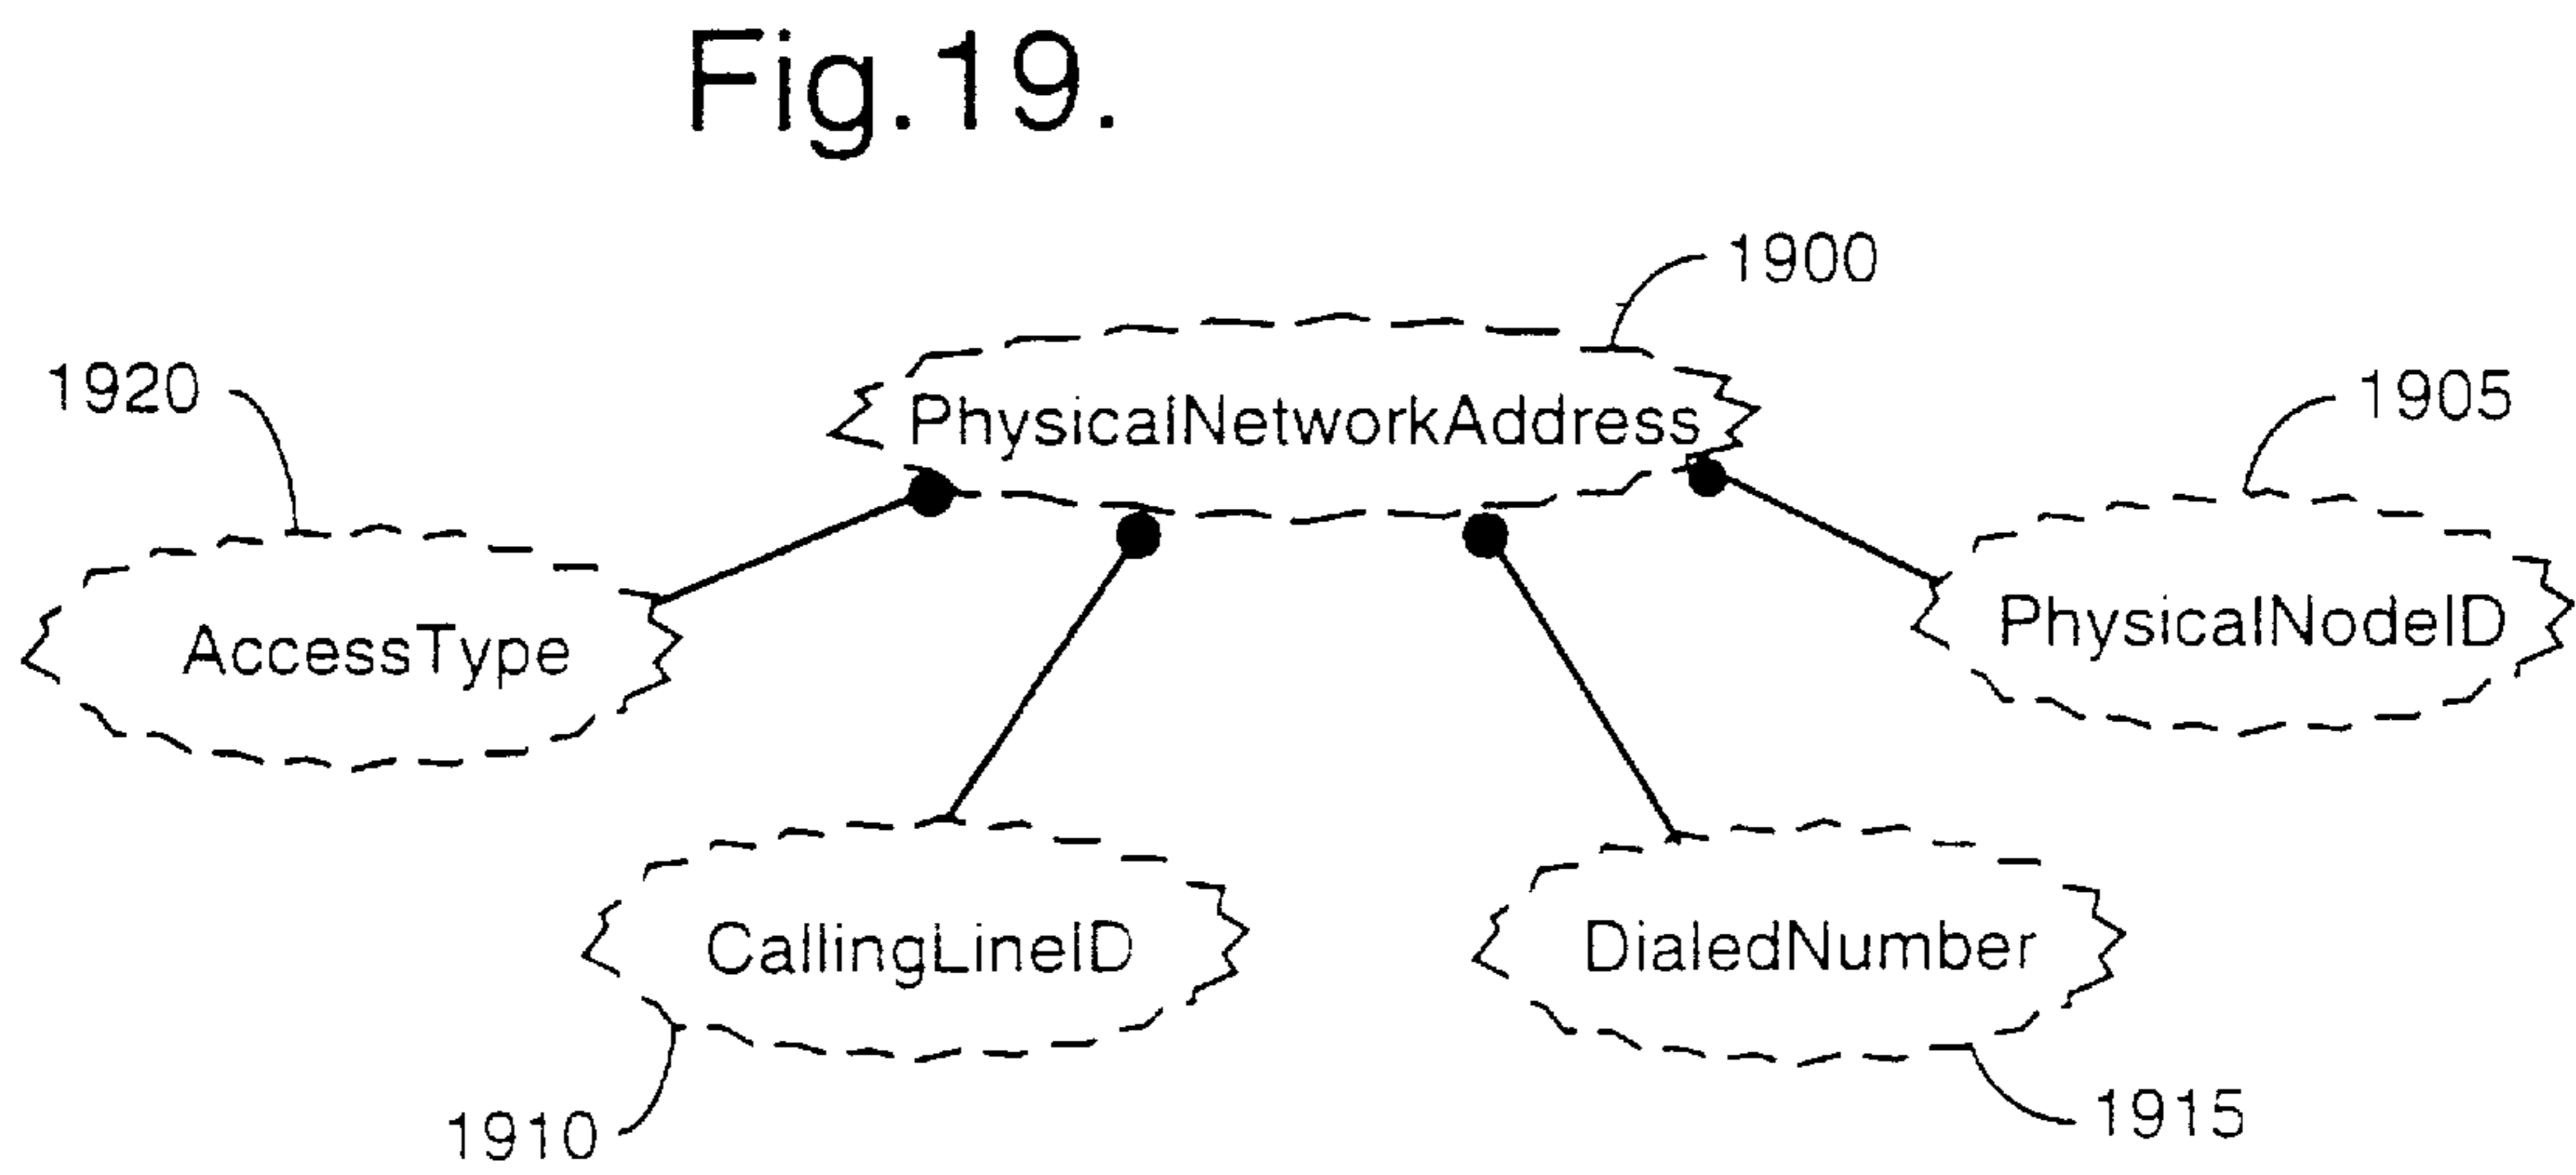 Fig.19.
1900
1920
PhysicalNetworkAddress
1905
AccessType
PhysicalNodeID
CallingLineID
DialedNumber
1910
1915